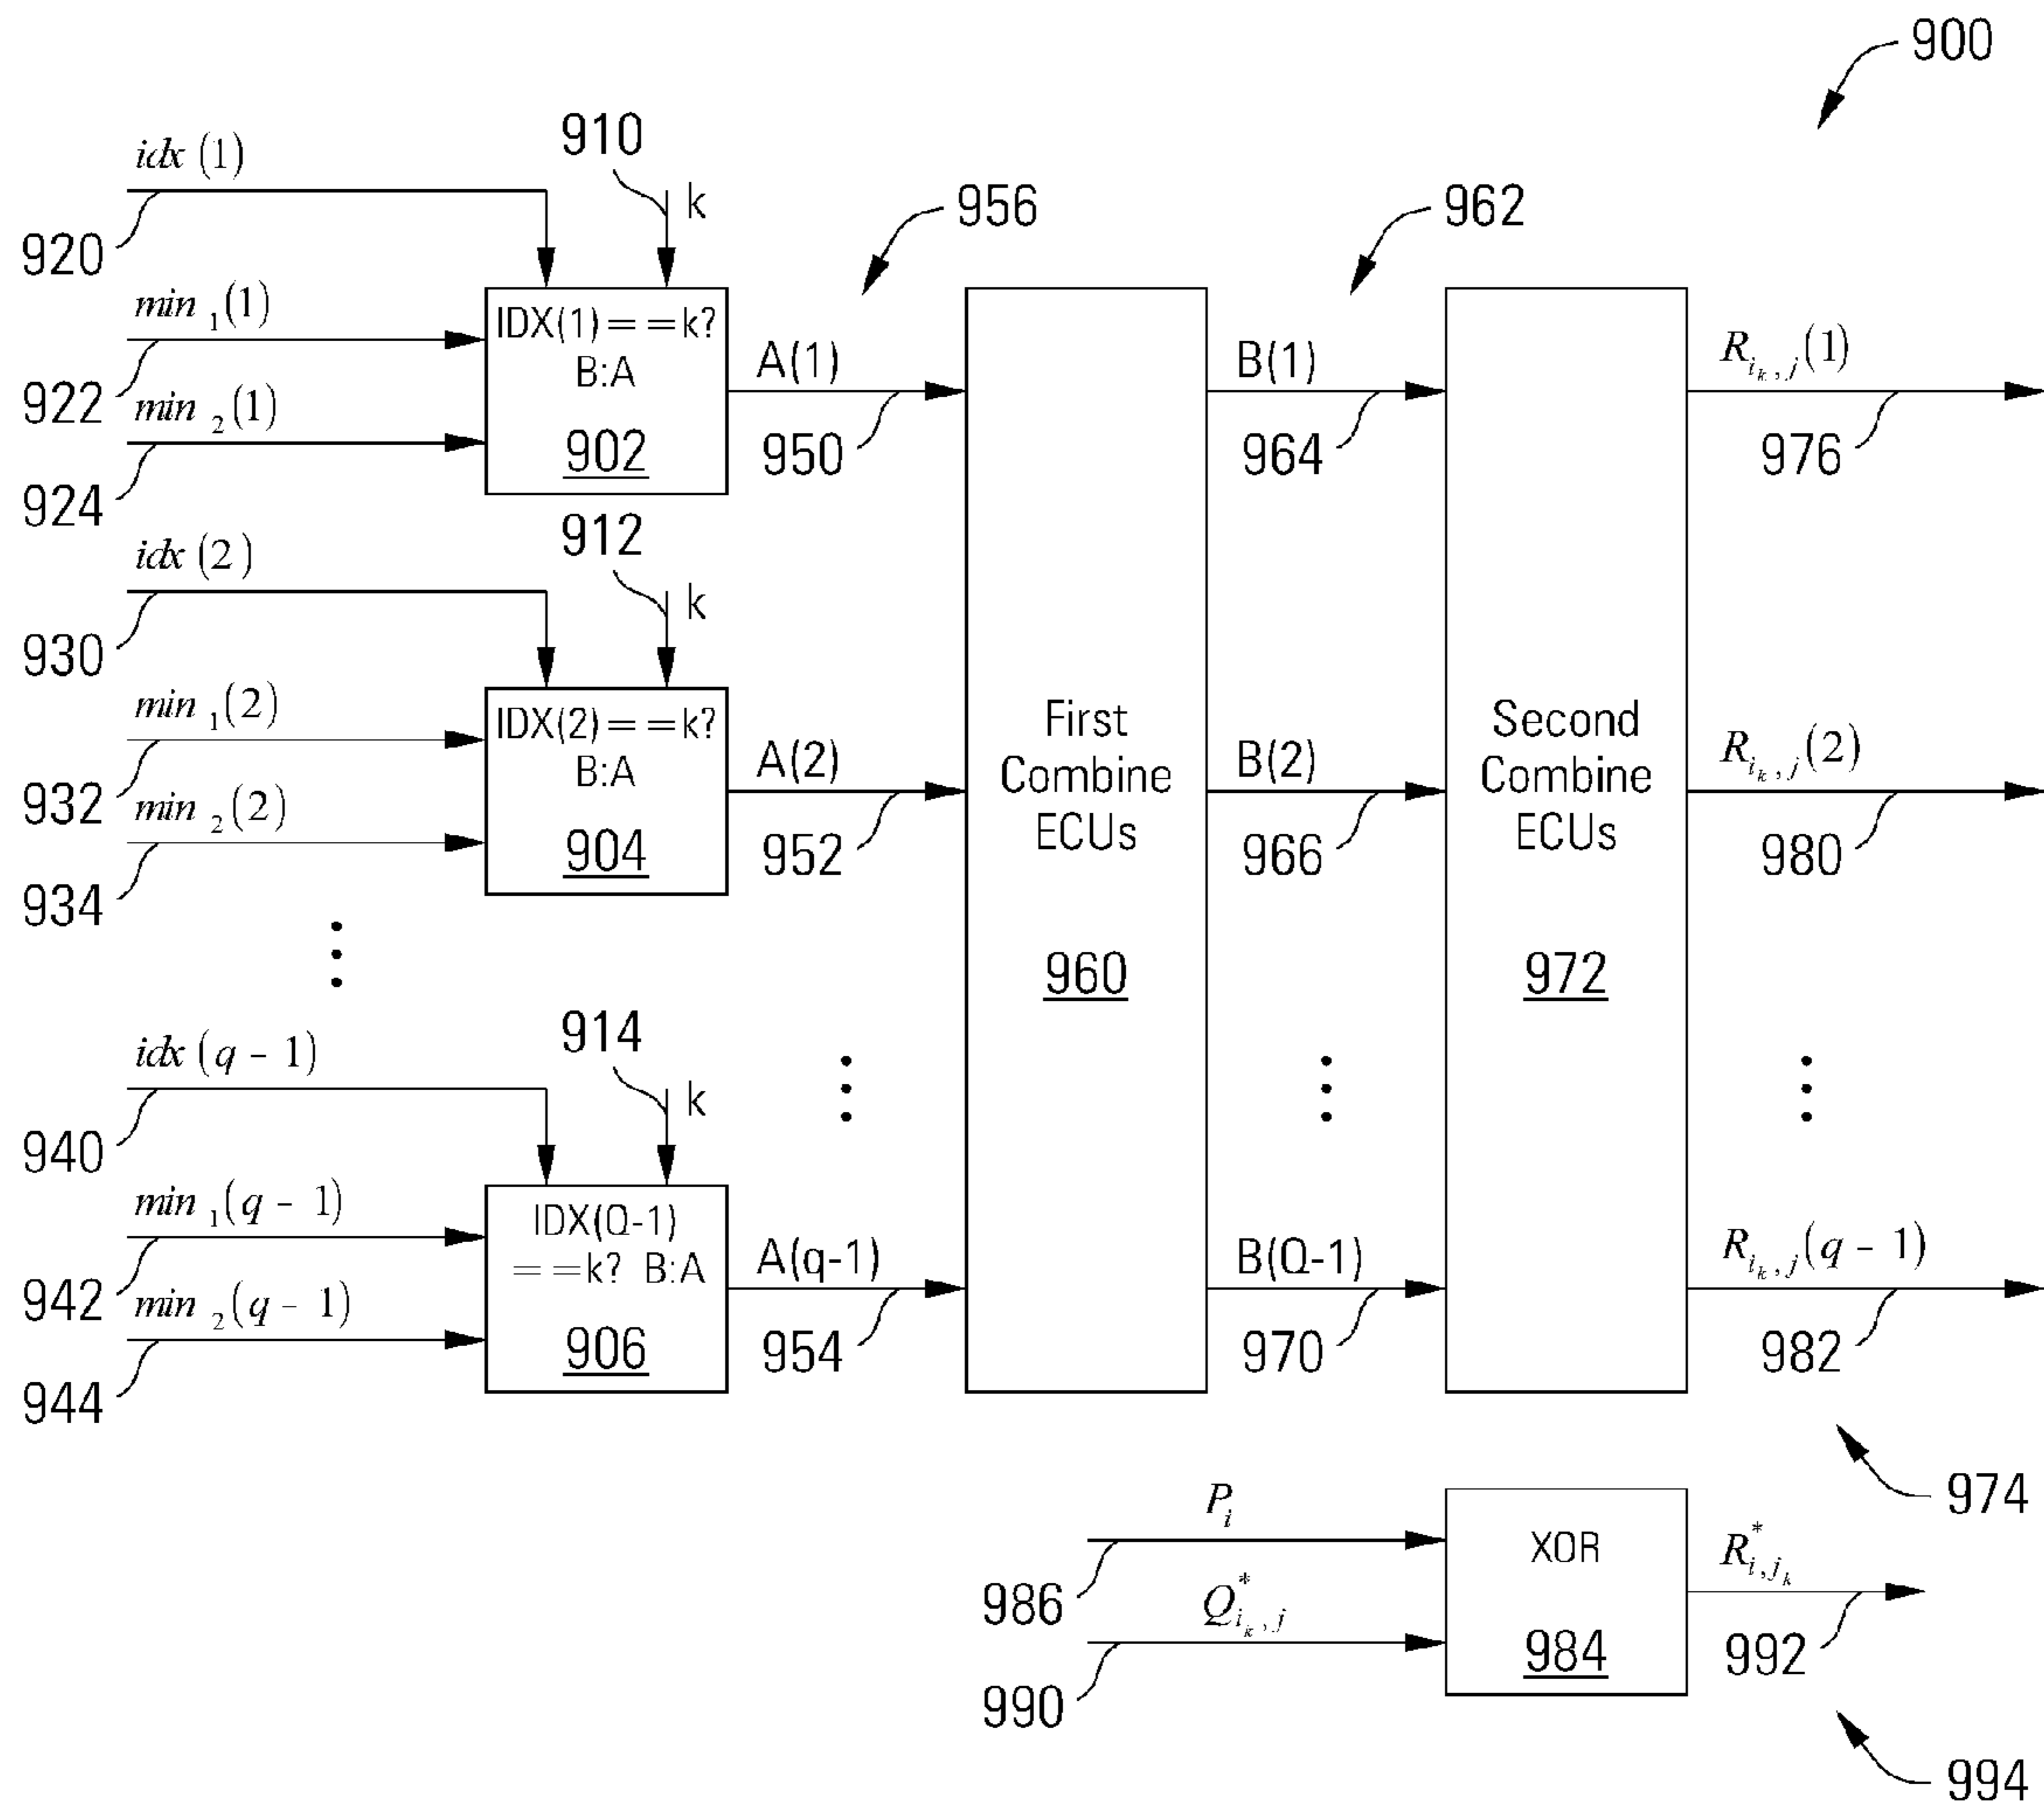 900
idx (1)
910
k
956
962
920
min 1(1)
IDX(1)==k?
B:A
902
922
min 2(1)
924
A(1)
950
B(1)
964
R i_k, j (1)
976
idx (2)
912
k
930
min 1(2)
IDX(2)==k?
B:A
904
932
min 2(2)
934
A(2)
952
First
Combine
ECUs
960
B(2)
966
Second
Combine
ECUs
972
R i_k, j (2)
980
idx (q - 1)
914
k
940
min 1(q - 1)
IDX(Q-1)
==k? B:A
906
942
min 2(q - 1)
944
A(q-1)
954
B(Q-1)
970
R i_k, j (q - 1)
982
974
P i
986
XOR
984
Q* i_k, j
990
R* i, j_k
992
994